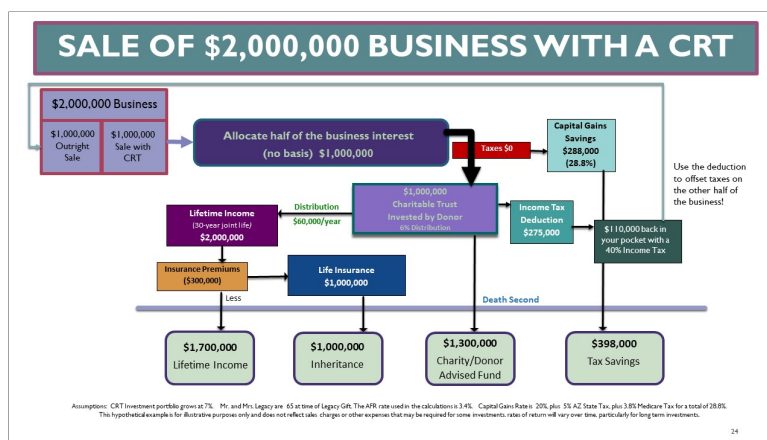 SALE OF $2,000,000 BUSINESS WITH A CRT
$2,000,000 Business
$1,000,000
Outright
Sale
$1,000,000
Sale with
CRT
Allocate half of the business interest
(no basis) $1,000,000
Taxes $0
Capital Gains
Savings
$288,000
(28.8%)
Use the deduction
to offset taxes on
the other half of
the business!
$1,000,000
Charitable Trust
Invested by Donor
6% Distribution
Distribution
$60,000/year
Lifetime Income
(30-year joint life)
$2,000,000
Income Tax
Deduction
$275,000
$110,000 back in
your pocket with a
40% Income Tax
Insurance Premiums
($300,000)
Life Insurance
$1,000,000
Less
Death Second
$1,700,000
Lifetime Income
$1,000,000
Inheritance
$1,300,000
Charity/Donor
Advised Fund
$398,000
Tax Savings
Assumptions: CRT Investment portfolio grows at 7%. Mr. and Mrs. Legacy are 65 at time of Legacy Gift. The AFR rate used in the calculations is 3.4%. Capital Gains Rate is 20%, plus 5% AZ State Tax, plus 3.8% Medicare Tax for a total of 28.8%.
This hypothetical example is for illustrative purposes only and does not reflect sales charges or other expenses that may be required for some investments. rates of return will vary over time, particularly for long term investments.
24